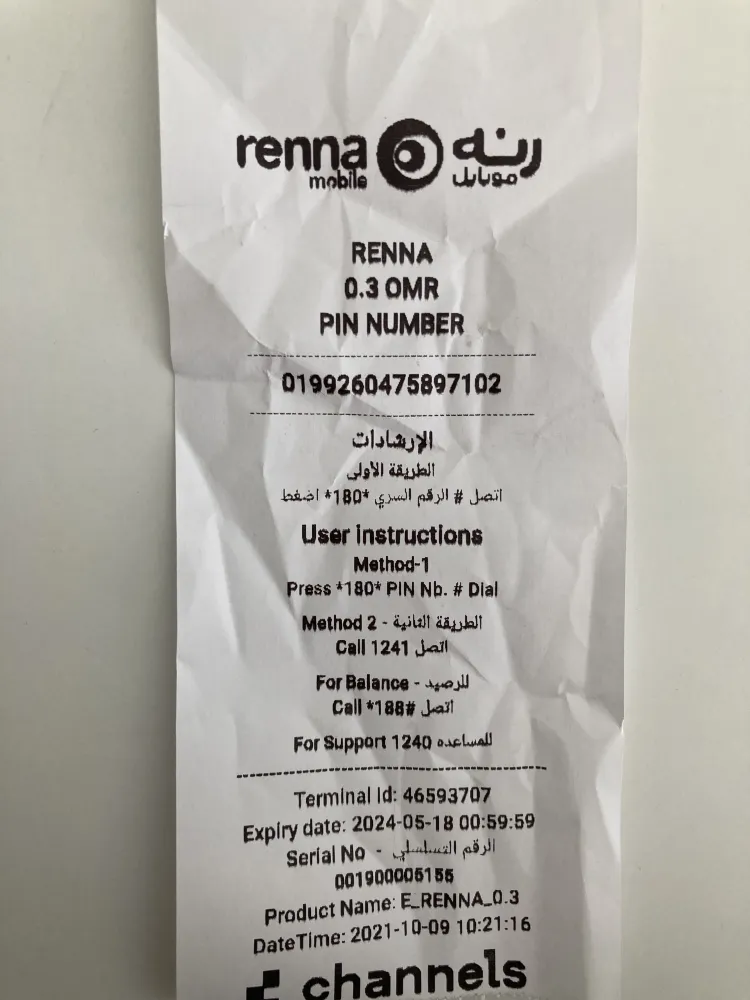 renna رنه
mobile موبايل
RENNA
0.3 OMR
PIN NUMBER
0199260475897102
الإرشادات
الطريقة الأولى
اضغط *180* الرقم السري # اتصل
User instructions
Method-1
Press *180* PIN Nb. # Dial
Method 2 - الطريقة الثانية
Call 1241 اتصل
For Balance - للرصيد
Call *188# اتصل
For Support 1240 للمساعده
Terminal Id: 46593707
Expiry date: 2024-05-18 00:59:59
Serial No - الرقم التسلسلي
001900005155
Product Name: E_RENNA_0.3
DateTime: 2021-10-09 10:21:16
channels